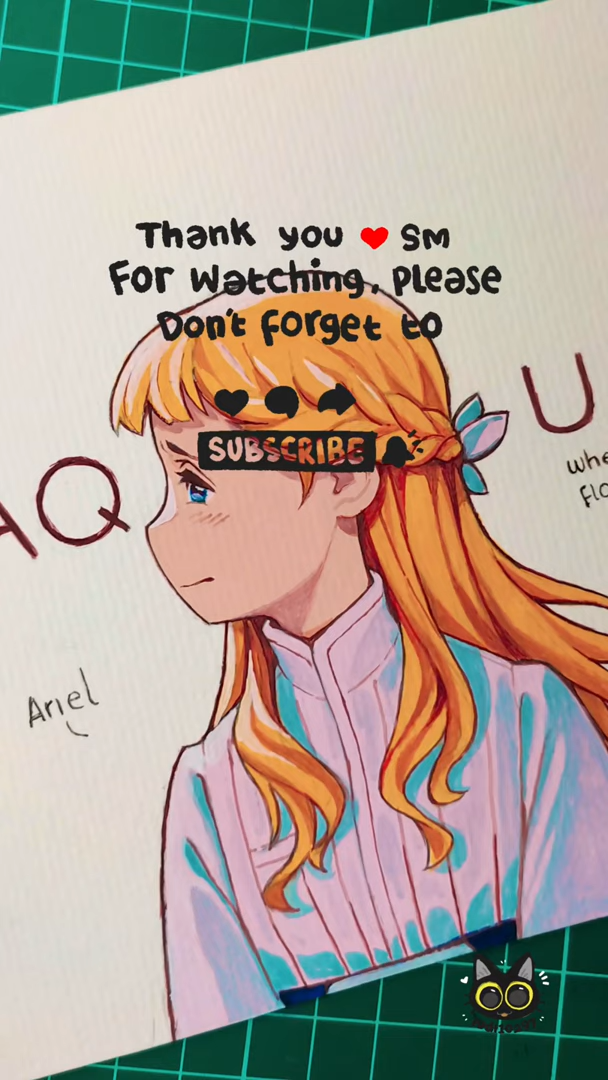 Thank you ❤ SM
For Watching, Please
Don't forget to
SUBSCRIBE
AQ
U
whe
flo
Ariel